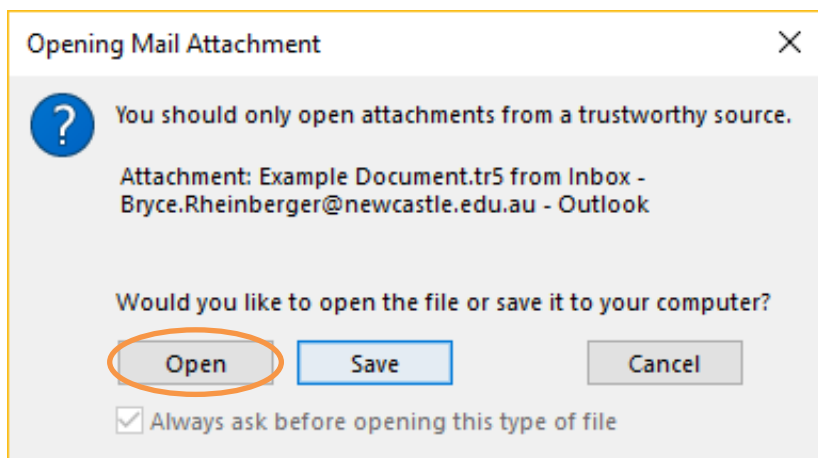 Opening Mail Attachment
?
You should only open attachments from a trustworthy source.
Attachment: Example Document.tr5 from Inbox -
Bryce.Rheinberger@newcastle.edu.au - Outlook
Would you like to open the file or save it to your computer?
Open Save Cancel
Always ask before opening this type of file